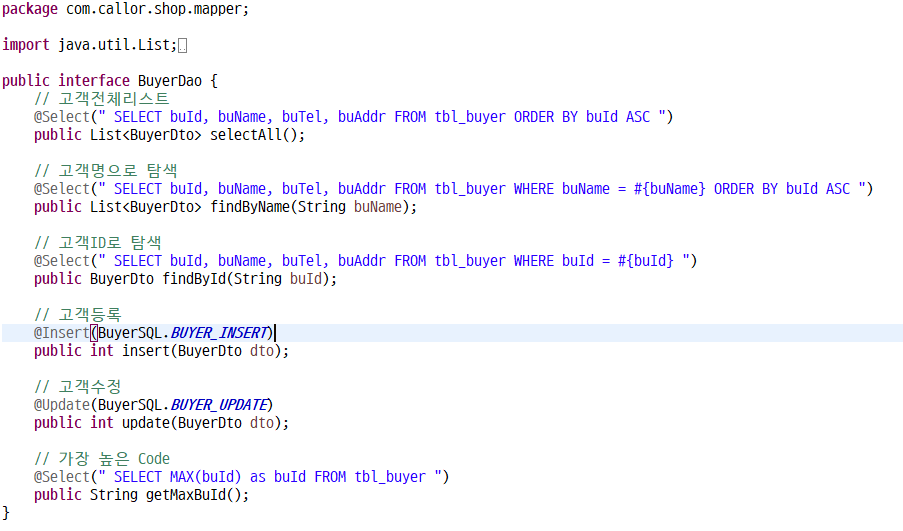 package com.callor.shop.mapper;
import java.util.List;
public interface BuyerDao {
// 고객전체리스트
@Select(" SELECT buId, buName, buTel, buAddr FROM tbl_buyer ORDER BY buId ASC ")
public List<BuyerDto> selectAll();
// 고객명으로 탐색
@Select(" SELECT buId, buName, buTel, buAddr FROM tbl_buyer WHERE buName = #{buName} ORDER BY buId ASC ")
public List<BuyerDto> findByName(String buName);
// 고객ID로 탐색
@Select(" SELECT buId, buName, buTel, buAddr FROM tbl_buyer WHERE buId = #{buId} ")
public BuyerDto findById(String buId);
// 고객등록
@Insert(BuyerSQL.BUYER_INSERT)
public int insert(BuyerDto dto);
// 고객수정
@Update(BuyerSQL.BUYER_UPDATE)
public int update(BuyerDto dto);
// 가장 높은 Code
@Select(" SELECT MAX(buId) as buId FROM tbl_buyer ")
public String getMaxBuId();
}